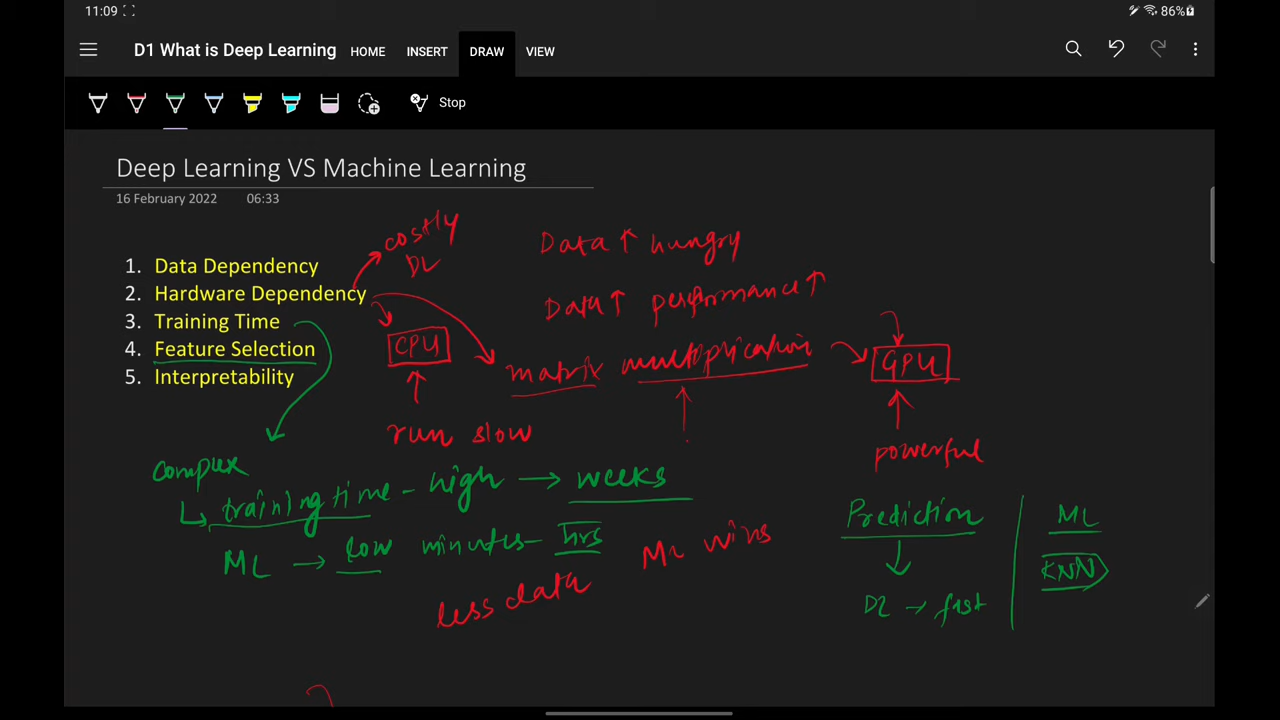 11:09 86%
D1 What is Deep Learning HOME INSERT DRAW VIEW
Stop
Deep Learning VS Machine Learning
16 February 2022 06:33
1. Data Dependency
2. Hardware Dependency
3. Training Time
4. Feature Selection
5. Interpretability
costly
DL
Data ↑ hungry
Data ↑ performance ↑
CPU
run slow
matrix multiplication
GPU
powerful
complex
training time - high → weeks
ML → low minutes - hrs
ML wins
less data
Prediction
DL → fast
ML
KNN